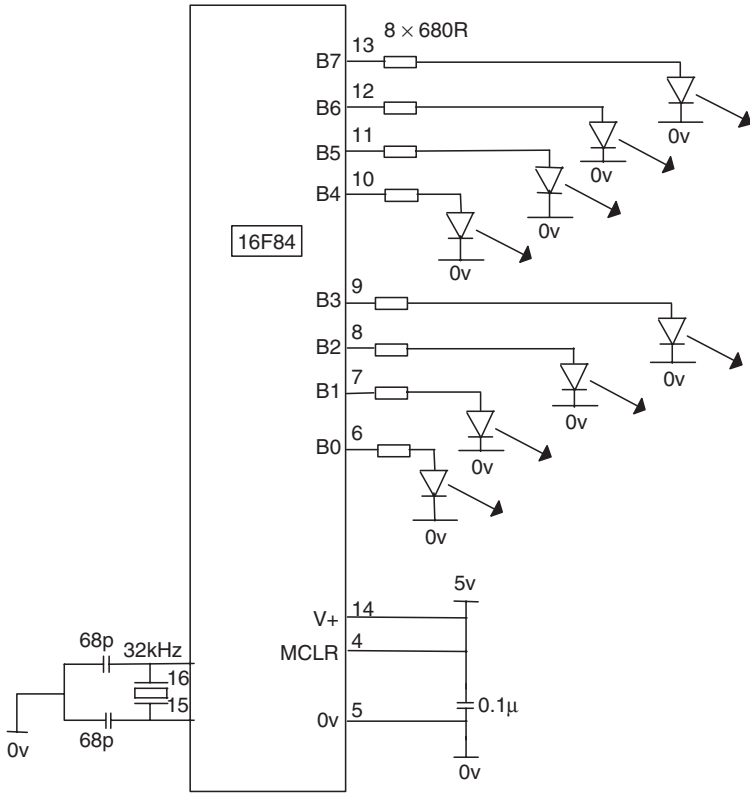 8 × 680R
B7 13
B6 12
B5 11
B4 10
0v
0v
0v
0v
16F84
B3 9
B2 8
B1 7
B0 6
0v
0v
0v
0v
5v
V+ 14
MCLR 4
0v 5
0.1µ
0v
68p
32kHz
16
15
68p
0v